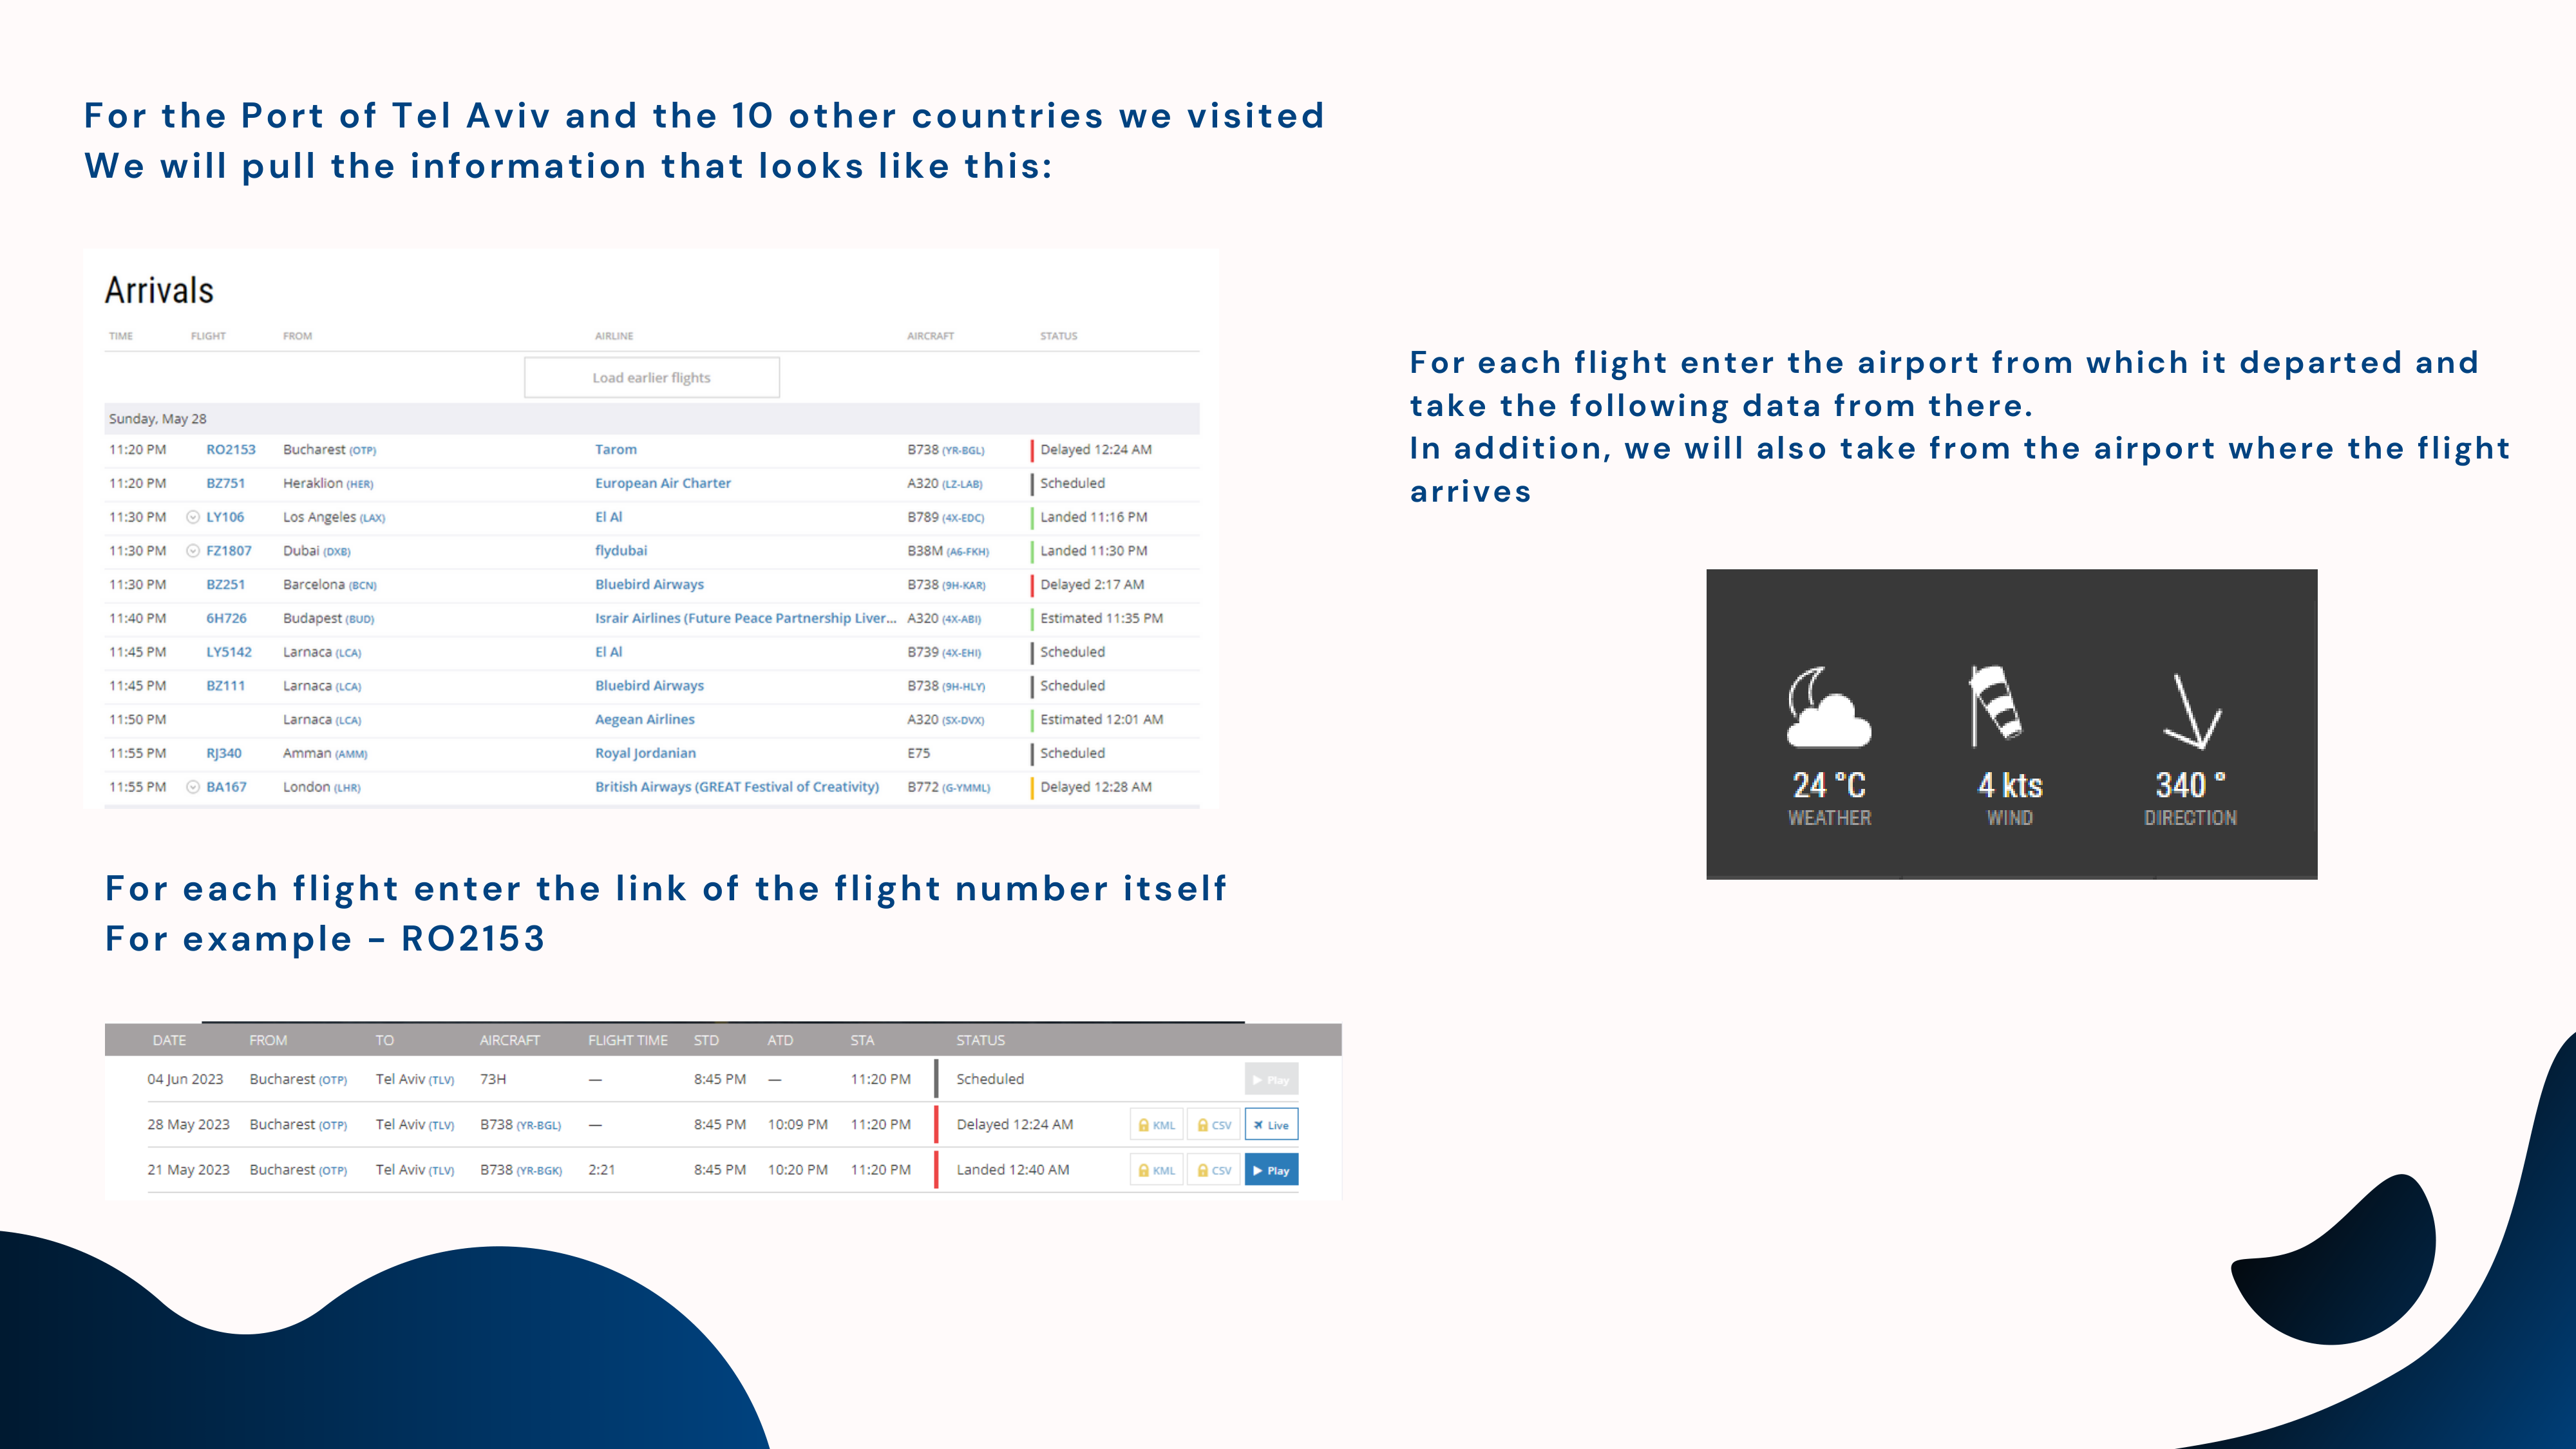 For the Port of Tel Aviv and the 10 other countries we visited
We will pull the information that looks like this:
Arrivals
TIME FLIGHT FROM AIRLINE AIRCRAFT STATUS
Load earlier flights
Sunday, May 28
11:20 PM RO2153 Bucharest (OTP) Tarom B738 (YR-BGL) Delayed 12:24 AM
11:20 PM BZ751 Heraklion (HER) European Air Charter A320 (LZ-LAB) Scheduled
11:30 PM LY106 Los Angeles (LAX) El Al B789 (4X-EDC) Landed 11:16 PM
11:30 PM FZ1807 Dubai (DXB) flydubai B38M (A6-FKH) Landed 11:30 PM
11:30 PM BZ251 Barcelona (BCN) Bluebird Airways B738 (9H-KAR) Delayed 2:17 AM
11:40 PM 6H726 Budapest (BUD) Israir Airlines (Future Peace Partnership Liver... A320 (4X-ABI) Estimated 11:35 PM
11:45 PM LY5142 Larnaca (LCA) El Al B739 (4X-EHI) Scheduled
11:45 PM BZ111 Larnaca (LCA) Bluebird Airways B738 (9H-HLY) Scheduled
11:50 PM Larnaca (LCA) Aegean Airlines A320 (SX-DVX) Estimated 12:01 AM
11:55 PM RJ340 Amman (AMM) Royal Jordanian E75 Scheduled
11:55 PM BA167 London (LHR) British Airways (GREAT Festival of Creativity) B772 (G-YMML) Delayed 12:28 AM
For each flight enter the link of the flight number itself
For example - RO2153
DATE FROM TO AIRCRAFT FLIGHT TIME STD ATD STA STATUS
04 Jun 2023 Bucharest (OTP) Tel Aviv (TLV) 73H — 8:45 PM — 11:20 PM Scheduled Play
28 May 2023 Bucharest (OTP) Tel Aviv (TLV) B738 (YR-BGL) — 8:45 PM 10:09 PM 11:20 PM Delayed 12:24 AM KML CSV Live
21 May 2023 Bucharest (OTP) Tel Aviv (TLV) B738 (YR-BGK) 2:21 8:45 PM 10:20 PM 11:20 PM Landed 12:40 AM KML CSV Play
For each flight enter the airport from which it departed and
take the following data from there.
In addition, we will also take from the airport where the flight
arrives
24 °C 4 kts 340 °
WEATHER WIND DIRECTION